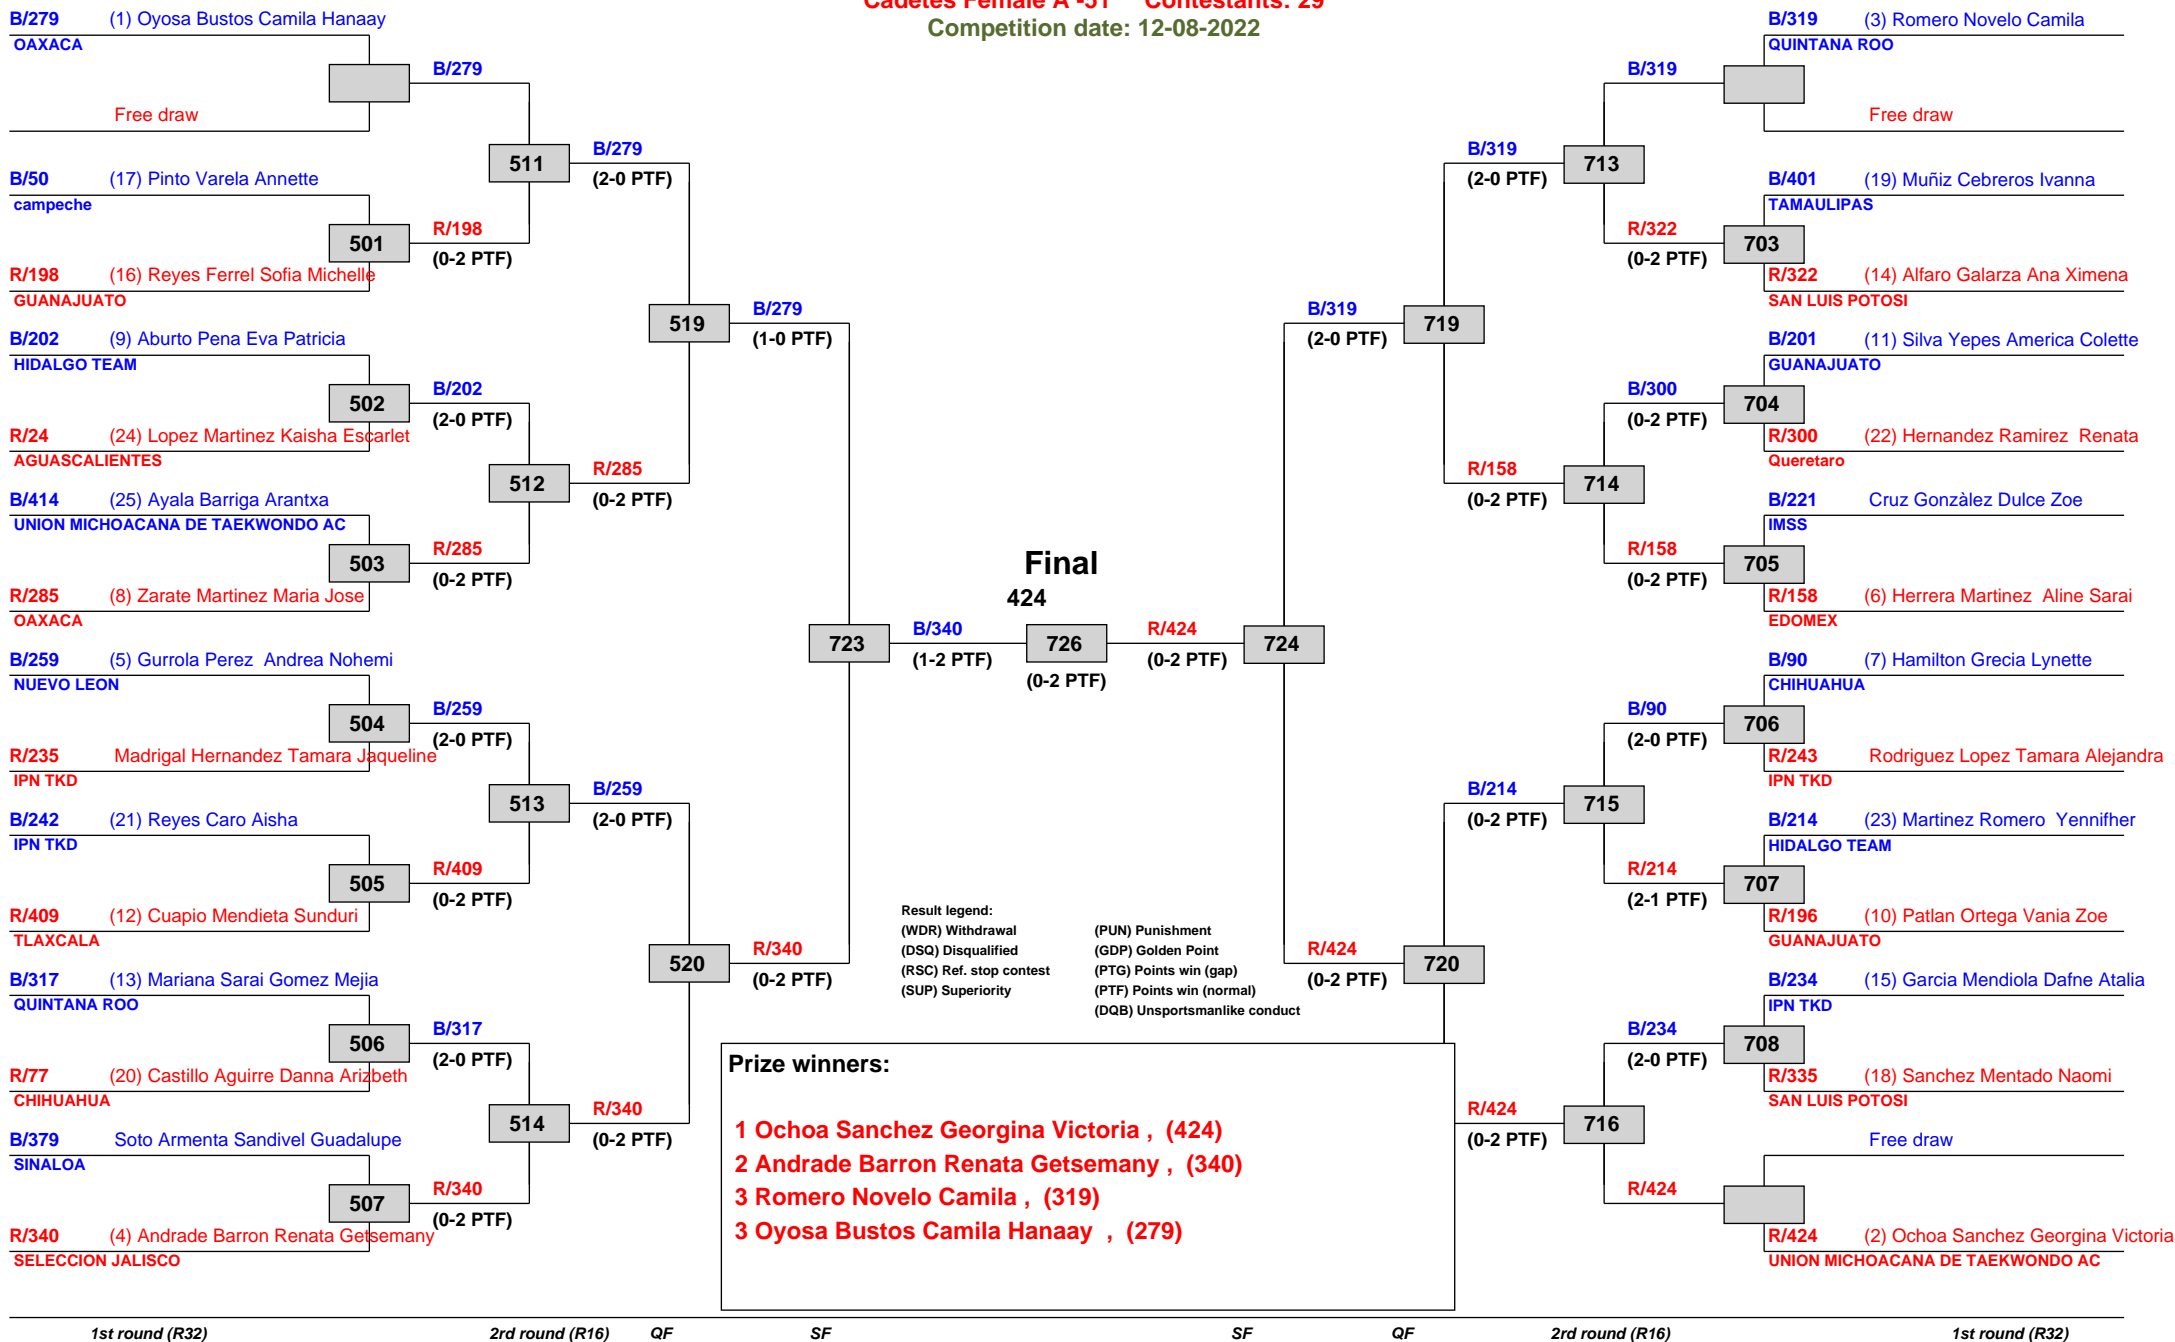 Cadetes Female A -51 Contestants: 29
Competition date: 12-08-2022
B/279 (1) Oyosa Bustos Camila Hanaay
OAXACA
Free draw
B/279
B/50 (17) Pinto Varela Annette
campeche
501
R/198 (16) Reyes Ferrel Sofia Michelle
GUANAJUATO
R/198
(0-2 PTF)
511
B/279
(2-0 PTF)
B/202 (9) Aburto Pena Eva Patricia
HIDALGO TEAM
502
R/24 (24) Lopez Martinez Kaisha Escarlet
AGUASCALIENTES
B/202
(2-0 PTF)
B/414 (25) Ayala Barriga Arantxa
UNION MICHOACANA DE TAEKWONDO AC
503
R/285 (8) Zarate Martinez Maria Jose
OAXACA
R/285
(0-2 PTF)
512
R/285
(0-2 PTF)
519
B/279
(1-0 PTF)
B/259 (5) Gurrola Perez Andrea Nohemi
NUEVO LEON
504
R/235 Madrigal Hernandez Tamara Jaqueline
IPN TKD
B/259
(2-0 PTF)
B/242 (21) Reyes Caro Aisha
IPN TKD
505
R/409 (12) Cuapio Mendieta Sunduri
TLAXCALA
R/409
(0-2 PTF)
513
B/259
(2-0 PTF)
B/317 (13) Mariana Sarai Gomez Mejia
QUINTANA ROO
506
R/77 (20) Castillo Aguirre Danna Arizbeth
CHIHUAHUA
B/317
(2-0 PTF)
B/379 Soto Armenta Sandivel Guadalupe
SINALOA
507
R/340 (4) Andrade Barron Renata Getsemany
SELECCION JALISCO
R/340
(0-2 PTF)
514
R/340
(0-2 PTF)
520
R/340
(0-2 PTF)
723
B/340
(1-2 PTF)
Final
424
726
(0-2 PTF)
R/424
(0-2 PTF)
724
B/319
(2-0 PTF)
719
B/319
(2-0 PTF)
713
B/319
B/319 (3) Romero Novelo Camila
QUINTANA ROO
Free draw
B/401 (19) Muñiz Cebreros Ivanna
TAMAULIPAS
R/322
(0-2 PTF)
703
R/322 (14) Alfaro Galarza Ana Ximena
SAN LUIS POTOSI
B/201 (11) Silva Yepes America Colette
GUANAJUATO
B/300
(0-2 PTF)
704
R/300 (22) Hernandez Ramirez Renata
Queretaro
R/158
(0-2 PTF)
714
B/221 Cruz Gonzàlez Dulce Zoe
IMSS
R/158
(0-2 PTF)
705
R/158 (6) Herrera Martinez Aline Sarai
EDOMEX
B/90 (7) Hamilton Grecia Lynette
CHIHUAHUA
B/90
(2-0 PTF)
706
R/243 Rodriguez Lopez Tamara Alejandra
IPN TKD
B/214
(0-2 PTF)
715
B/214 (23) Martinez Romero Yennifher
HIDALGO TEAM
R/214
(2-1 PTF)
707
R/196 (10) Patlan Ortega Vania Zoe
GUANAJUATO
R/424
(0-2 PTF)
720
B/234 (15) Garcia Mendiola Dafne Atalia
IPN TKD
B/234
(2-0 PTF)
708
R/335 (18) Sanchez Mentado Naomi
SAN LUIS POTOSI
R/424
(0-2 PTF)
716
Free draw
R/424
R/424 (2) Ochoa Sanchez Georgina Victoria
UNION MICHOACANA DE TAEKWONDO AC
Result legend:
(WDR) Withdrawal (PUN) Punishment
(DSQ) Disqualified (GDP) Golden Point
(RSC) Ref. stop contest (PTG) Points win (gap)
(SUP) Superiority (PTF) Points win (normal)
(DQB) Unsportsmanlike conduct
Prize winners:
1 Ochoa Sanchez Georgina Victoria , (424)
2 Andrade Barron Renata Getsemany , (340)
3 Romero Novelo Camila , (319)
3 Oyosa Bustos Camila Hanaay , (279)
1st round (R32) 2rd round (R16) QF SF SF QF 2rd round (R16) 1st round (R32)